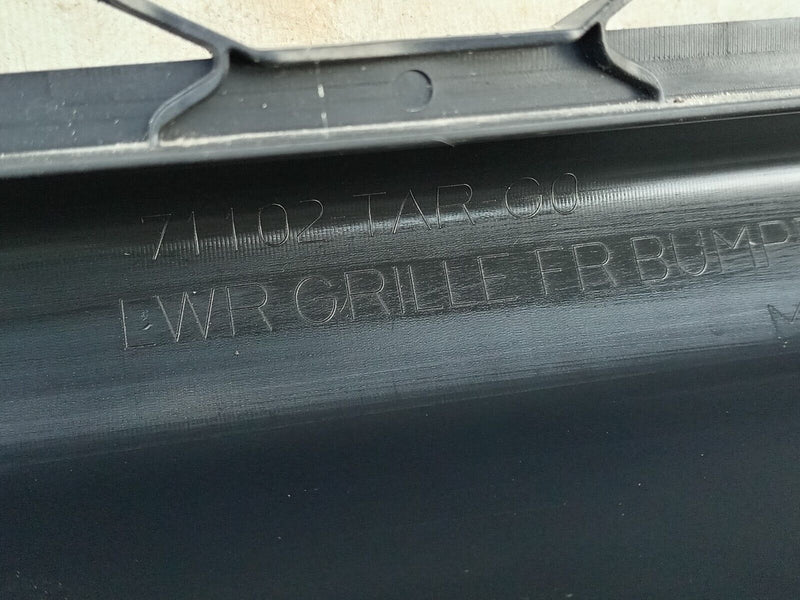 71102-TAR-G0
LWR GRILLE FR BUMP
M